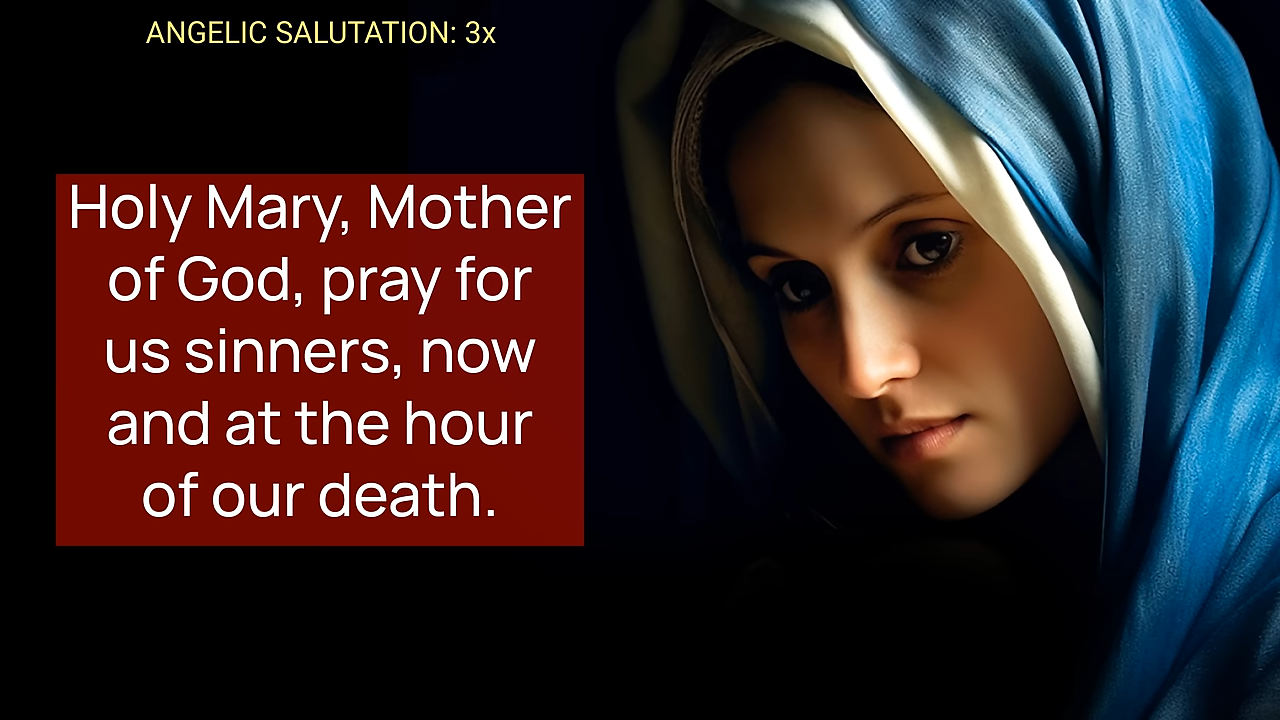 ANGELIC SALUTATION: 3x
Holy Mary, Mother
of God, pray for
us sinners, now
and at the hour
of our death.